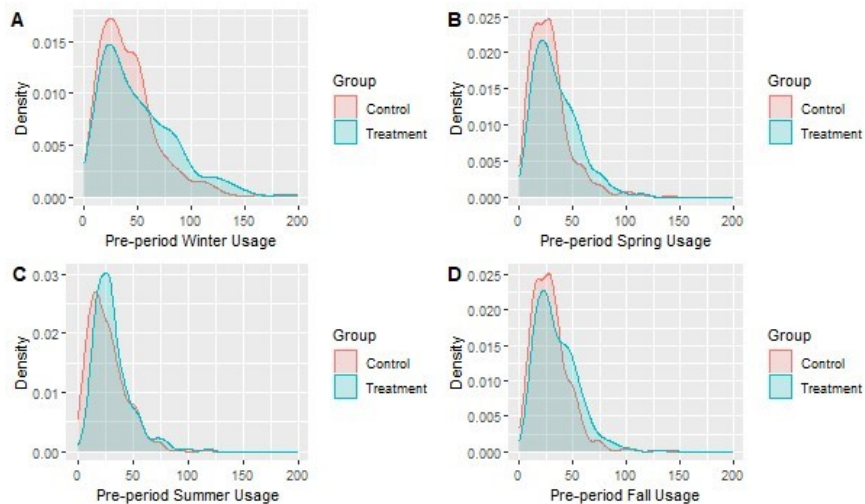 A
Density
0.015
0.010
0.005
0.000
0 50 100 150 200
Pre-period Winter Usage
Group
Control
Treatment
B
Density
0.025
0.020
0.015
0.010
0.005
0.000
0 50 100 150 200
Pre-period Spring Usage
Group
Control
Treatment
C
Density
0.03
0.02
0.01
0.00
0 50 100 150 200
Pre-period Summer Usage
Group
Control
Treatment
D
Density
0.025
0.020
0.015
0.010
0.005
0.000
0 50 100 150 200
Pre-period Fall Usage
Group
Control
Treatment